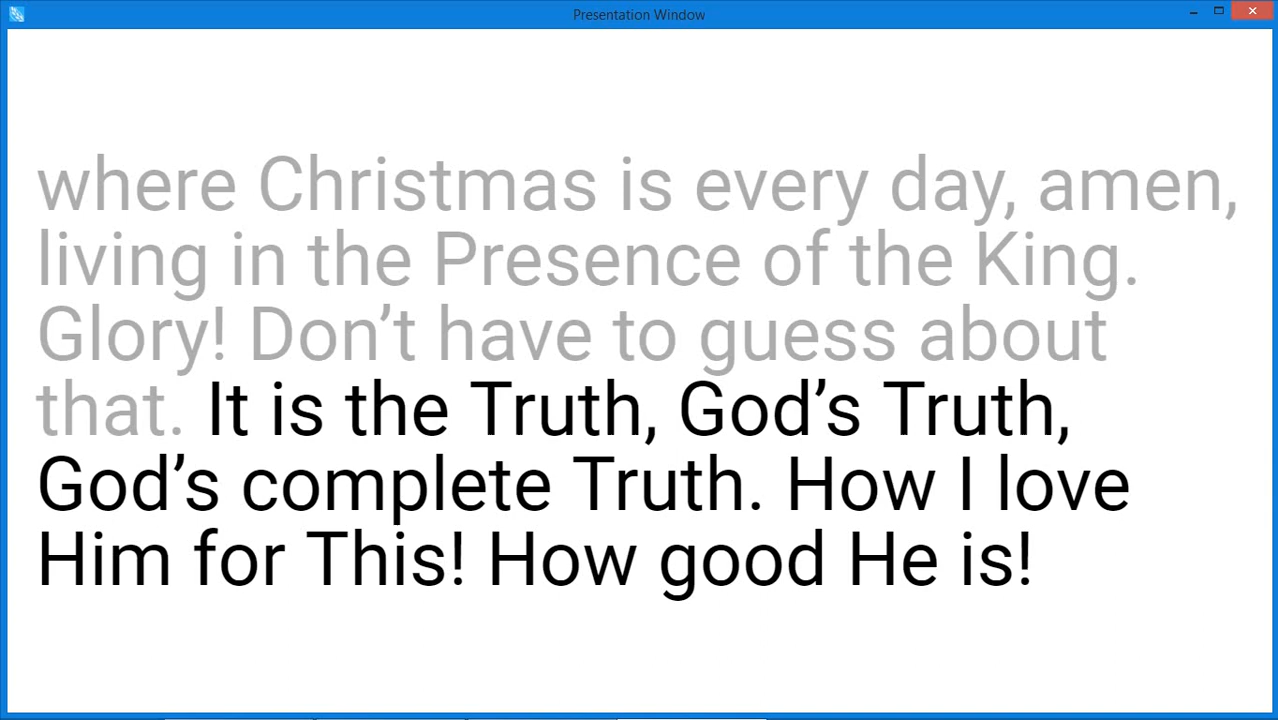 Presentation Window
where Christmas is every day, amen,
living in the Presence of the King.
Glory! Don’t have to guess about
that. It is the Truth, God’s Truth,
God’s complete Truth. How I love
Him for This! How good He is!